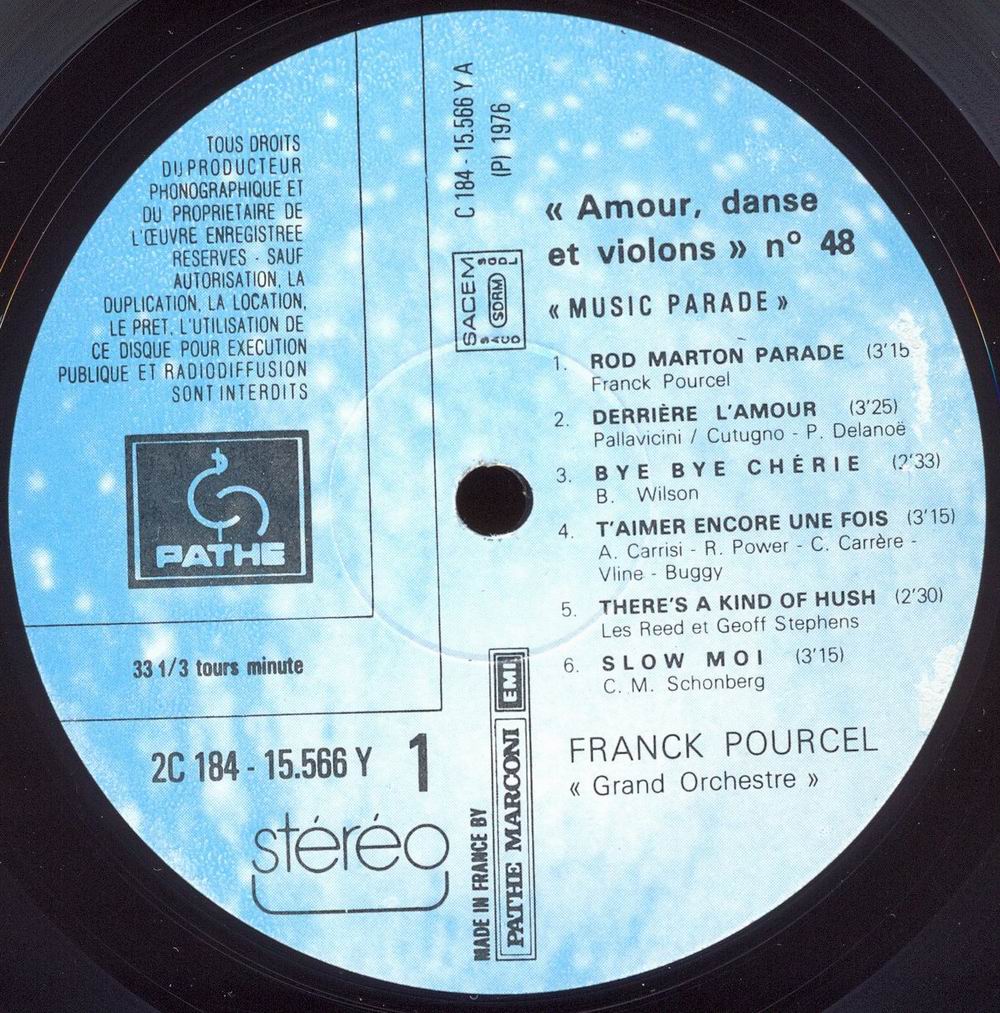 TOUS DROITS
DU PRODUCTEUR
PHONOGRAPHIQUE ET
DU PROPRIETAIRE DE
L'ŒUVRE ENREGISTREE
RESERVES - SAUF
AUTORISATION, LA
DUPLICATION, LA LOCATION,
LE PRET, L'UTILISATION DE
CE DISQUE POUR EXECUTION
PUBLIQUE ET RADIODIFFUSION
SONT INTERDITS
PATHE
33 1/3 tours minute
2C 184 - 15.566 Y 1
stéréo
C 184 - 15.566 Y A
(P) 1976
SACEM
SDRM
MADE IN FRANCE BY
PATHE MARCONI EMI
« Amour, danse
et violons » nº 48
« MUSIC PARADE »
1. ROD MARTON PARADE (3'15
Franck Pourcel
2. DERRIÈRE L'AMOUR (3'25)
Pallavicini / Cutugno - P. Delanoë
3. BYE BYE CHÉRIE (2'33)
B. Wilson
4. T'AIMER ENCORE UNE FOIS (3'15)
A. Carrisi - R. Power - C. Carrère -
Vline - Buggy
5. THERE'S A KIND OF HUSH (2'30)
Les Reed et Geoff Stephens
6. SLOW MOI (3'15)
C. M. Schonberg
FRANCK POURCEL
« Grand Orchestre »